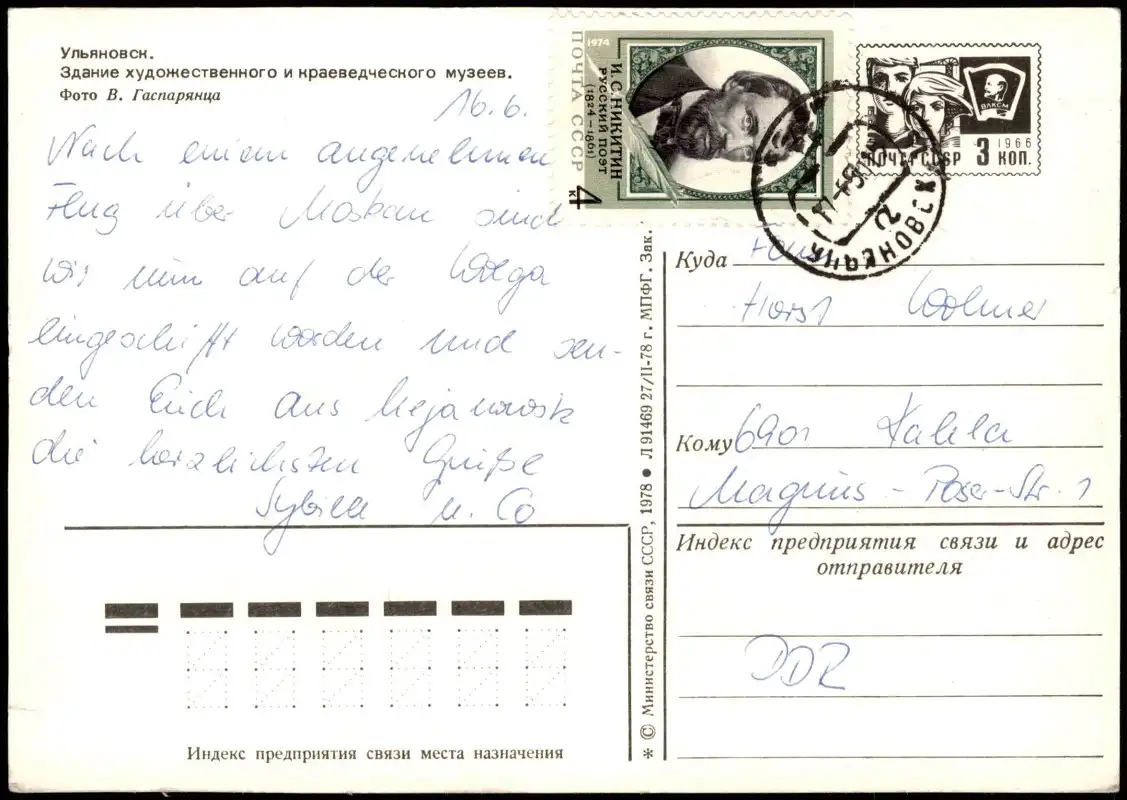 Ульяновск.
Здание художественного и краеведческого музеев.
Фото В. Гаспарянца
16.6.
Nach einem angenehmen
Flug über Moskau sind
wir nun auf der Wolga
eingeschifft worden und sen-
den Euch aus Uljanowsk
die herzlichsten Grüße
Sybille u. Co
1974
ПОЧТА СССР
И. С. НИКИТИН
РУССКИЙ ПОЭТ
(1824–1861)
4 к
ВЛКСМ
1966
ПОЧТА СССР 3 КОП.
УЛЬЯНОВСК
Куда Fam.
Horst
Кому 6901 Kahla
Magnus-Poser-Str. 1
Индекс предприятия связи и адрес
отправителя
DDR
* © Министерство связи СССР, 1978 ● Л 91469 27/II-78 г. МПФГ. Зак.
Индекс предприятия связи места назначения